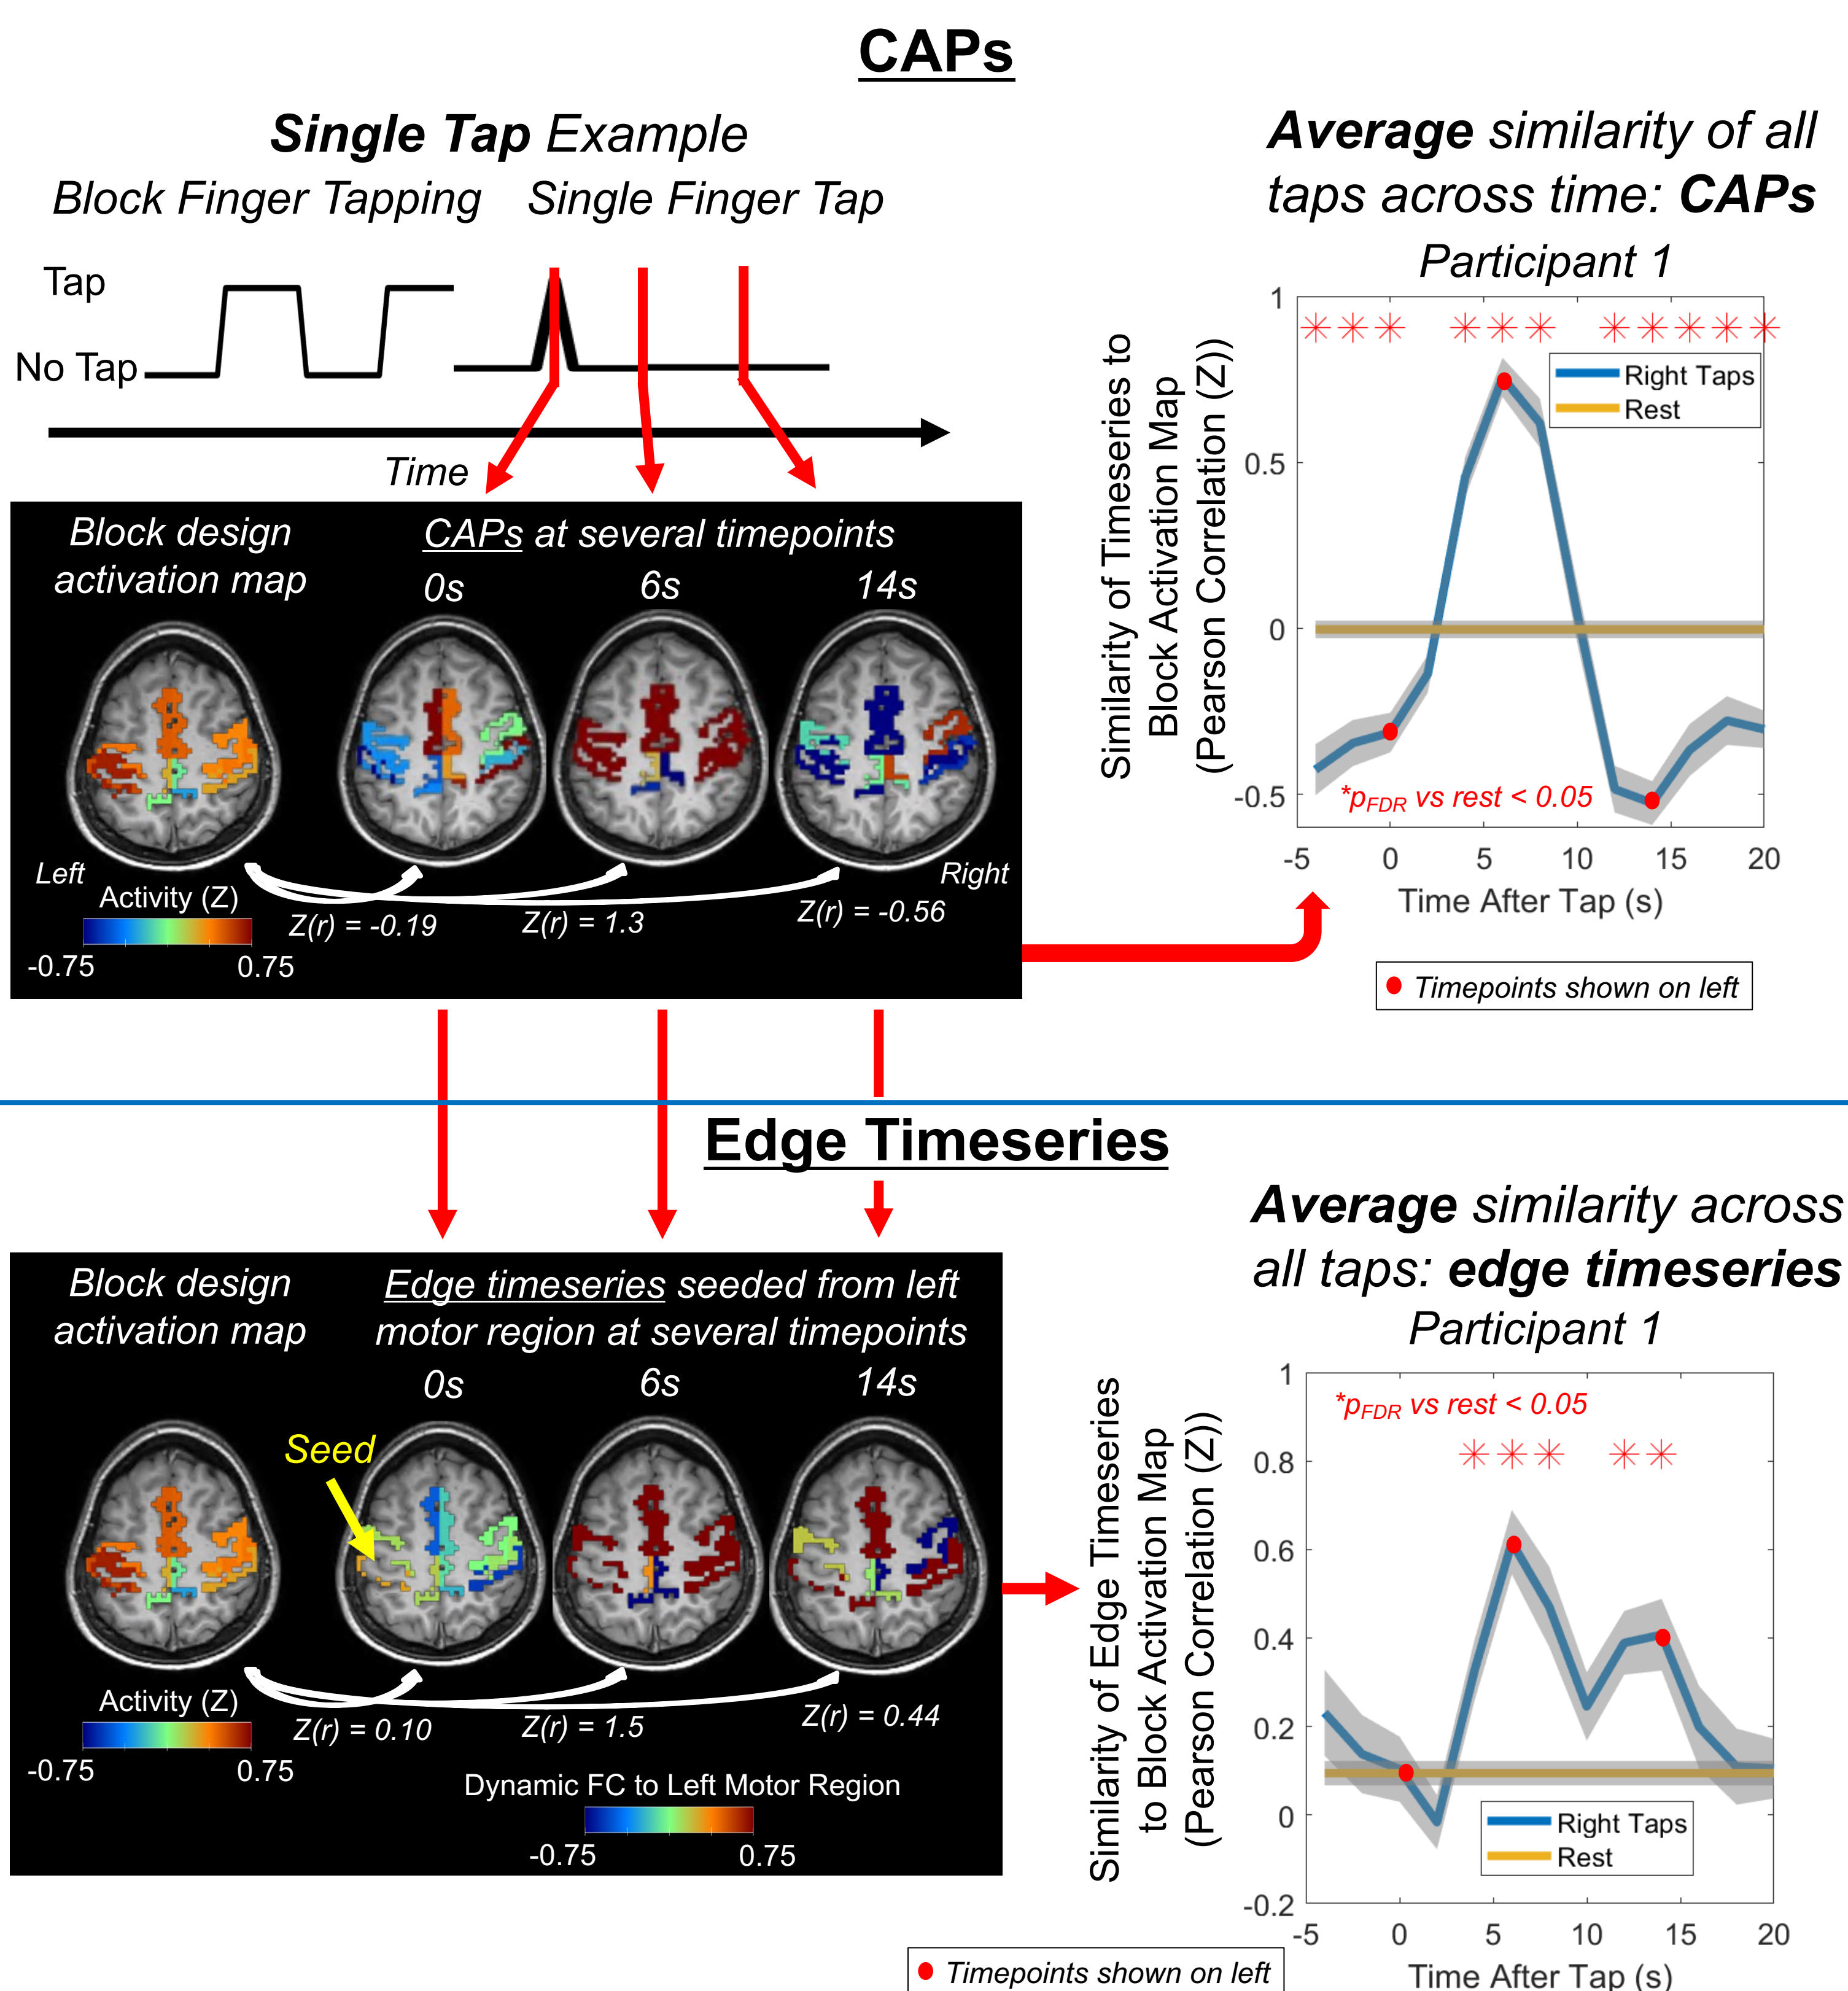 CAPs
Single Tap Example
Block Finger Tapping
Single Finger Tap
Tap
No Tap
Time
Block design
activation map
CAPs at several timepoints
0s
6s
14s
Left
Right
Activity (Z)
-0.75
0.75
Z(r) = -0.19
Z(r) = 1.3
Z(r) = -0.56
Average similarity of all
taps across time: CAPs
Participant 1
Similarity of Timeseries to
Block Activation Map
(Pearson Correlation (Z))
1
0.5
0
-0.5
Right Taps
Rest
*pFDR vs rest < 0.05
-5
0
5
10
15
20
Time After Tap (s)
Timepoints shown on left
Edge Timeseries
Block design
activation map
Edge timeseries seeded from left
motor region at several timepoints
0s
6s
14s
Seed
Activity (Z)
-0.75
0.75
Z(r) = 0.10
Z(r) = 1.5
Z(r) = 0.44
Dynamic FC to Left Motor Region
-0.75
0.75
Average similarity across
all taps: edge timeseries
Participant 1
Similarity of Edge Timeseries
to Block Activation Map
(Pearson Correlation (Z))
1
0.8
0.6
0.4
0.2
0
-0.2
*pFDR vs rest < 0.05
Right Taps
Rest
-5
0
5
10
15
20
Time After Tap (s)
Timepoints shown on left